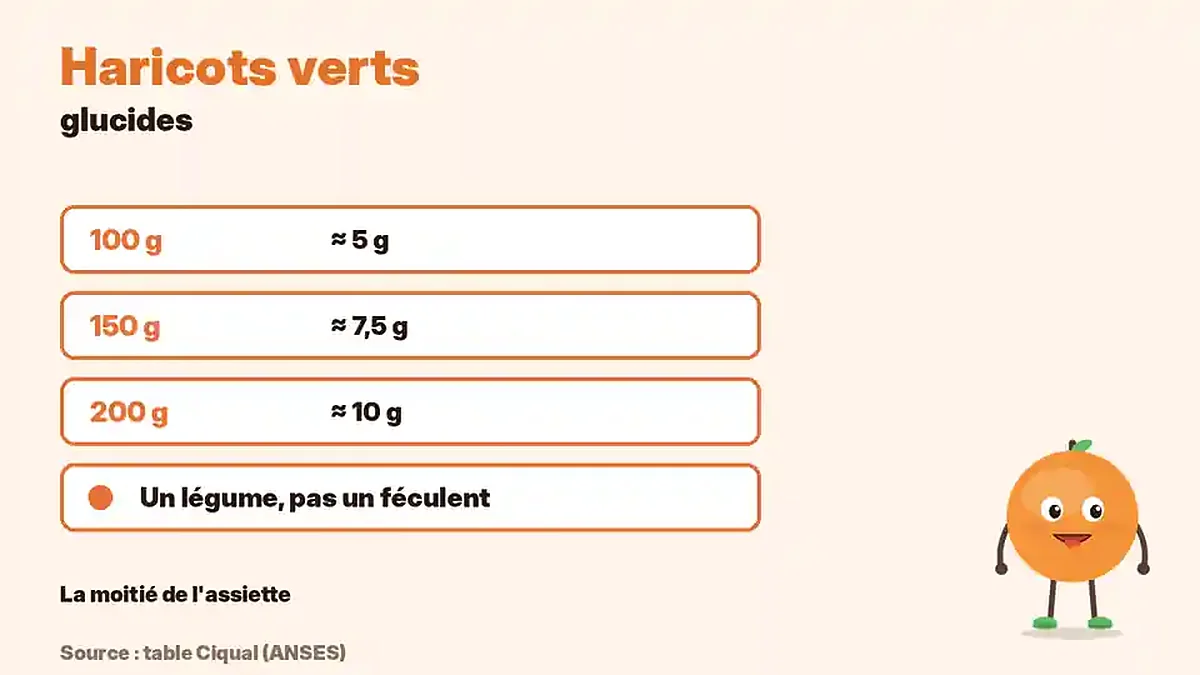 Haricots verts
glucides
100 g ≈ 5 g
150 g ≈ 7,5 g
200 g ≈ 10 g
Un légume, pas un féculent
La moitié de l'assiette
Source : table Ciqual (ANSES)